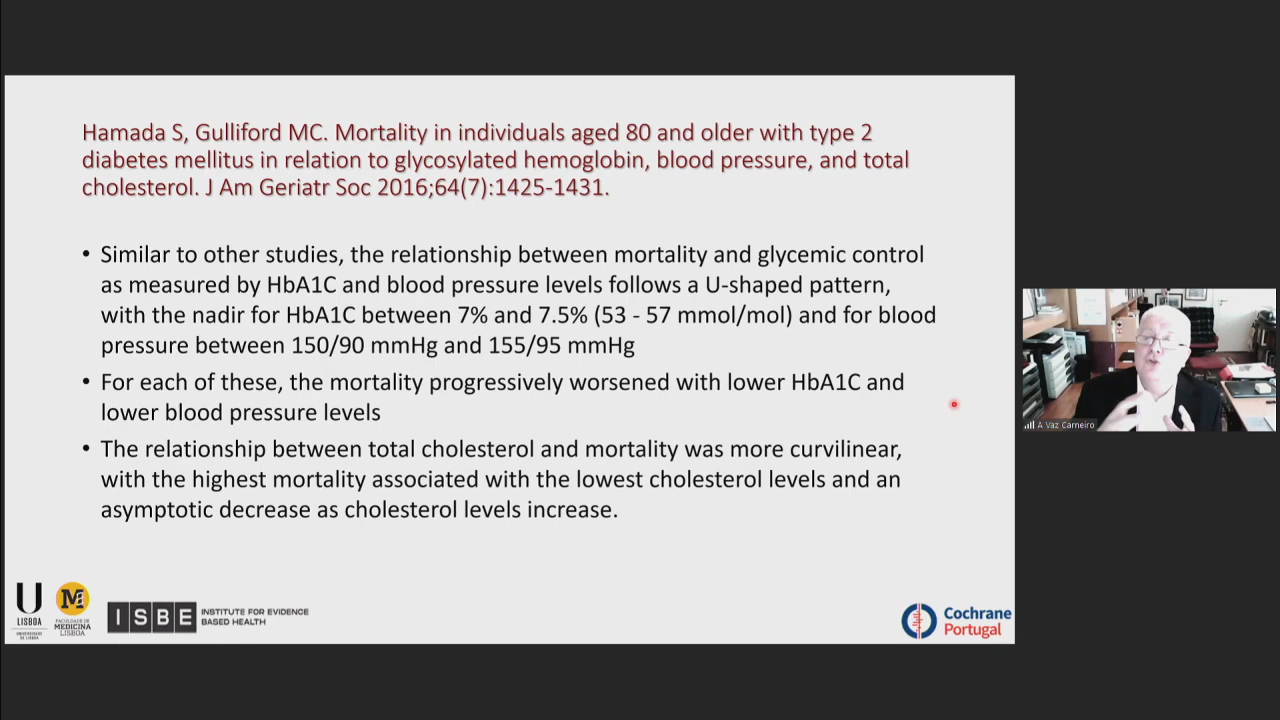 Hamada S, Gulliford MC. Mortality in individuals aged 80 and older with type 2
diabetes mellitus in relation to glycosylated hemoglobin, blood pressure, and total
cholesterol. J Am Geriatr Soc 2016;64(7):1425-1431.
• Similar to other studies, the relationship between mortality and glycemic control
as measured by HbA1C and blood pressure levels follows a U-shaped pattern,
with the nadir for HbA1C between 7% and 7.5% (53 - 57 mmol/mol) and for blood
pressure between 150/90 mmHg and 155/95 mmHg
• For each of these, the mortality progressively worsened with lower HbA1C and
lower blood pressure levels
• The relationship between total cholesterol and mortality was more curvilinear,
with the highest mortality associated with the lowest cholesterol levels and an
asymptotic decrease as cholesterol levels increase.
A Vaz Carneiro
U
LISBOA
UNIVERSIDADE
DE LISBOA
M
FACULDADE DE
MEDICINA
LISBOA
ISBE
INSTITUTE FOR EVIDENCE
BASED HEALTH
Cochrane
Portugal